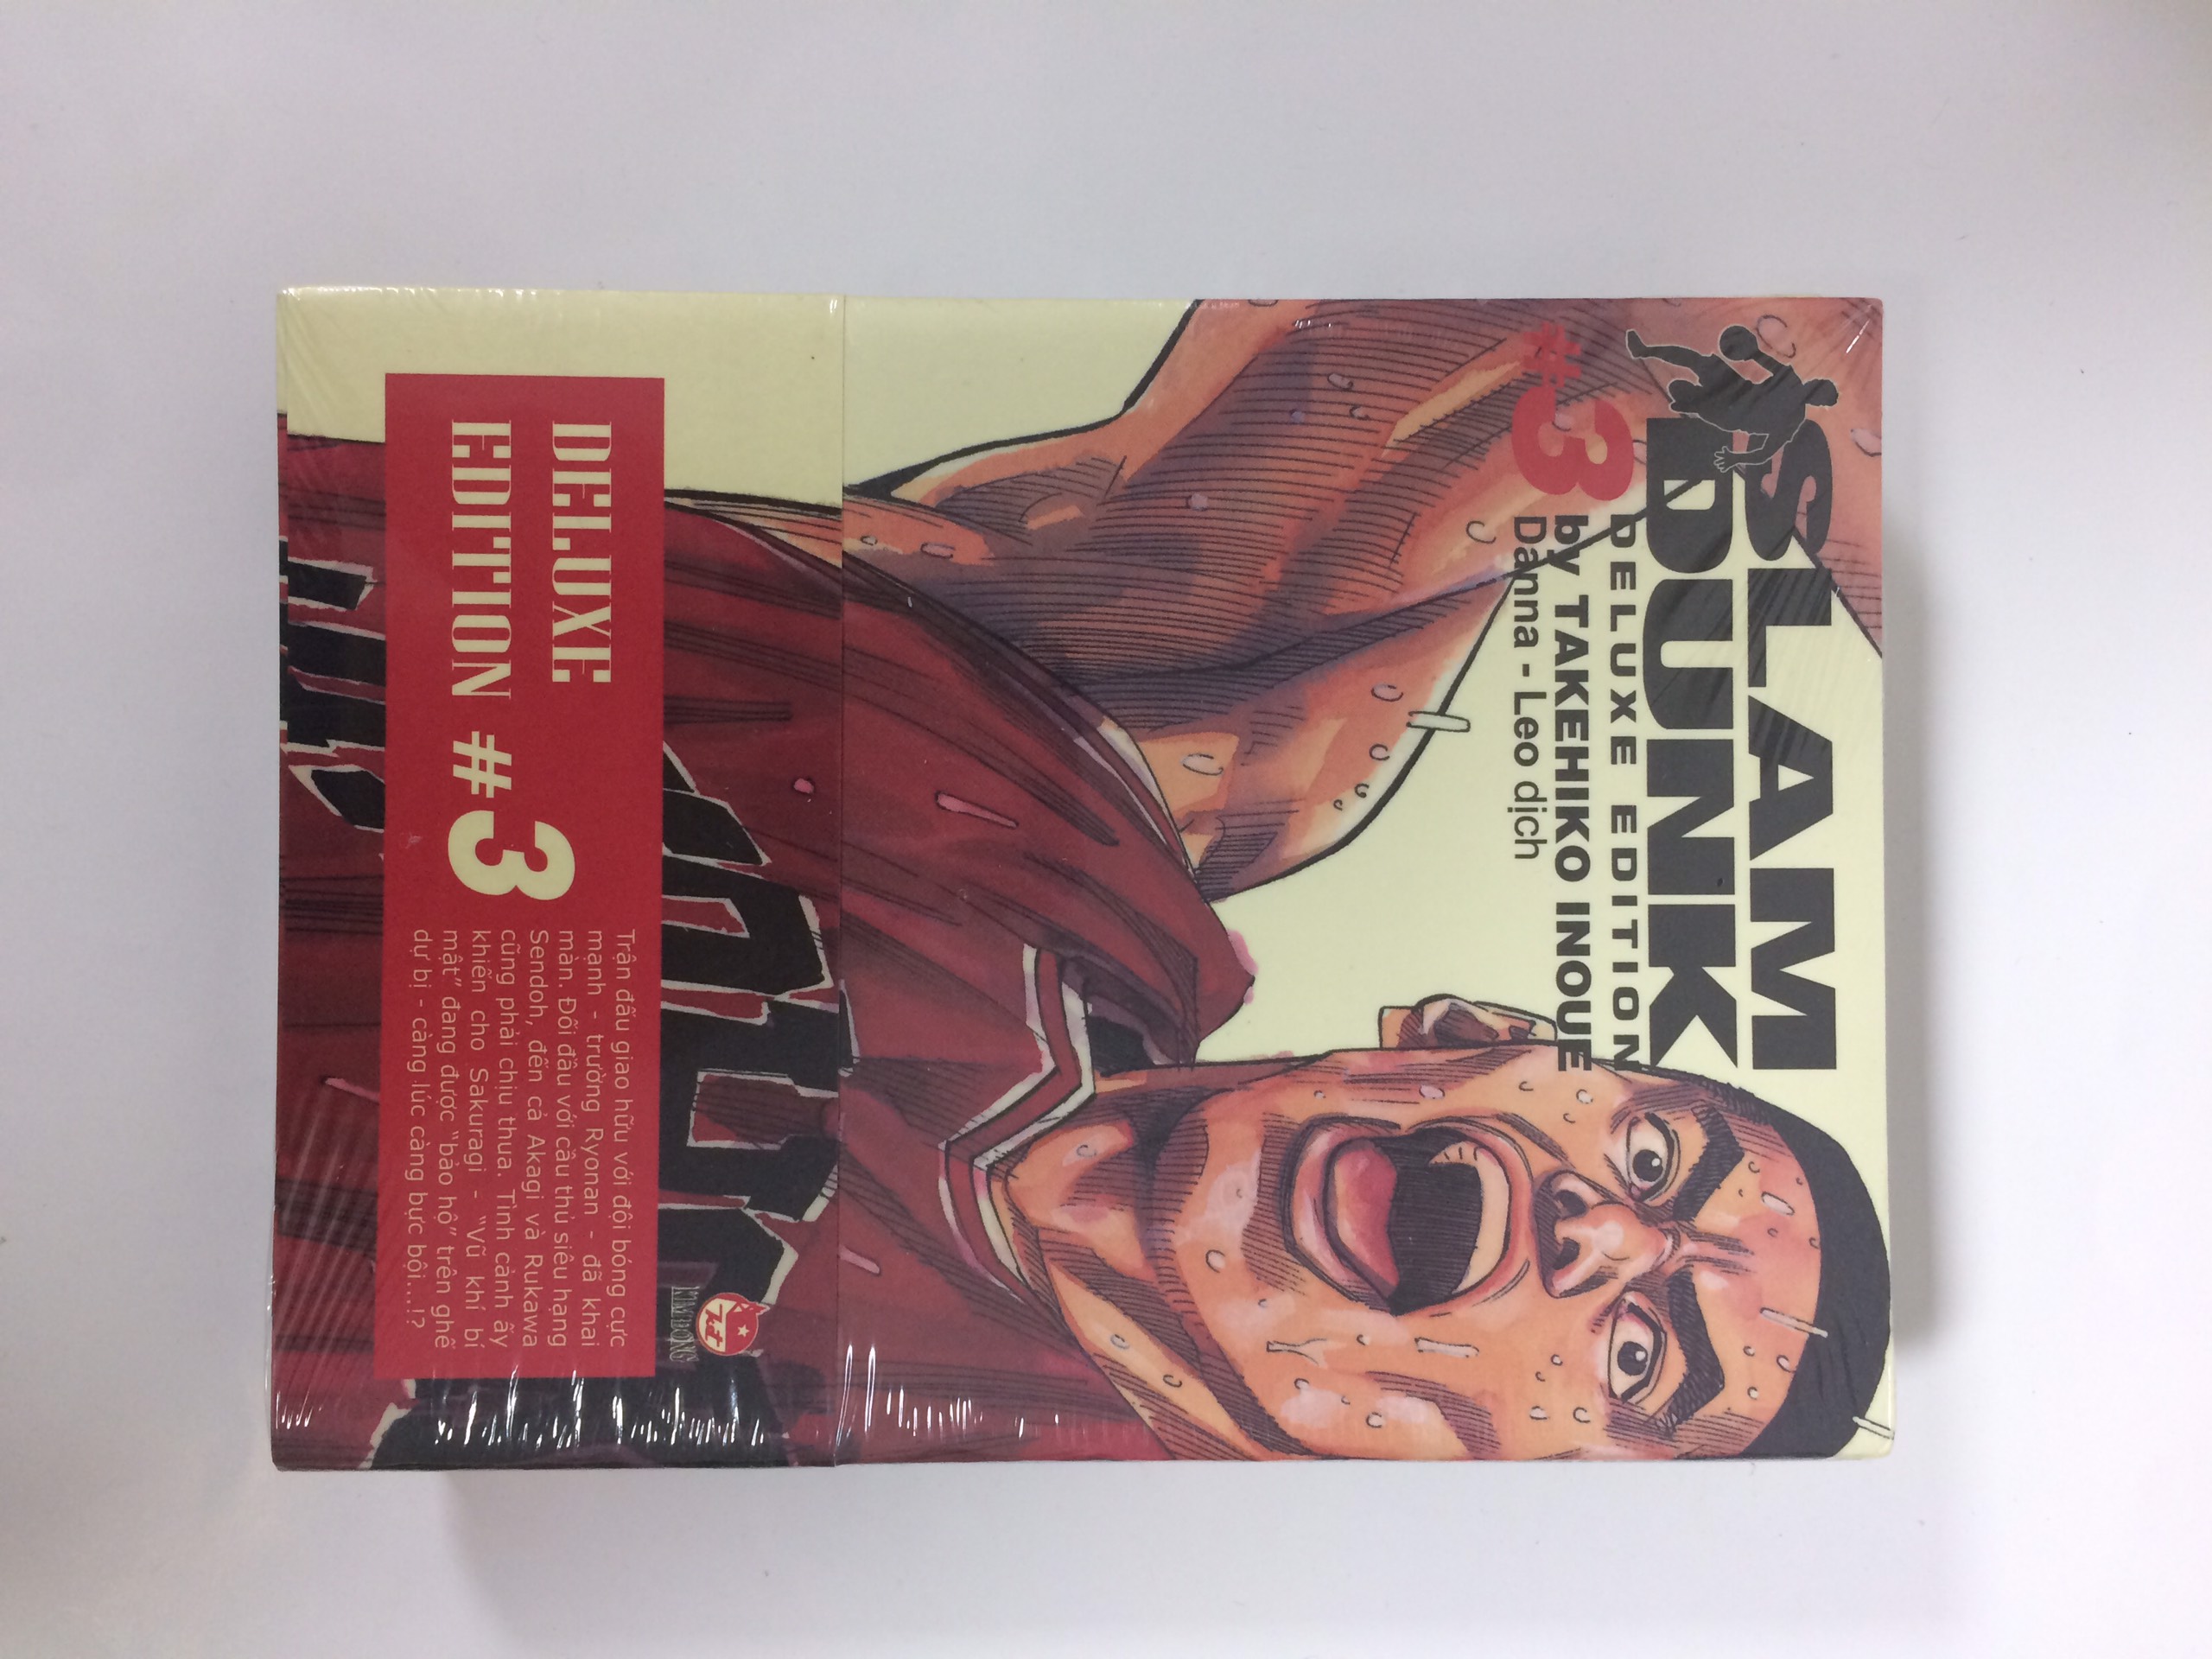 SLAM
DUNK
DELUXE EDITION
#3
by TAKEHIKO INOUE
Danna - Leo dịch
KIM ĐỒNG
DELUXE
EDITION #3
Trận đấu giao hữu với đội bóng cực
mạnh - trường Ryonan - đã khai
màn. Đối đầu với cầu thủ siêu hạng
Sendoh, đến cả Akagi và Rukawa
cũng phải chịu thua. Tình cảnh ấy
khiến cho Sakuragi - "Vũ khí bí
mật" đang được "bảo hộ" trên ghế
dự bị - càng lúc càng bực bội...!?